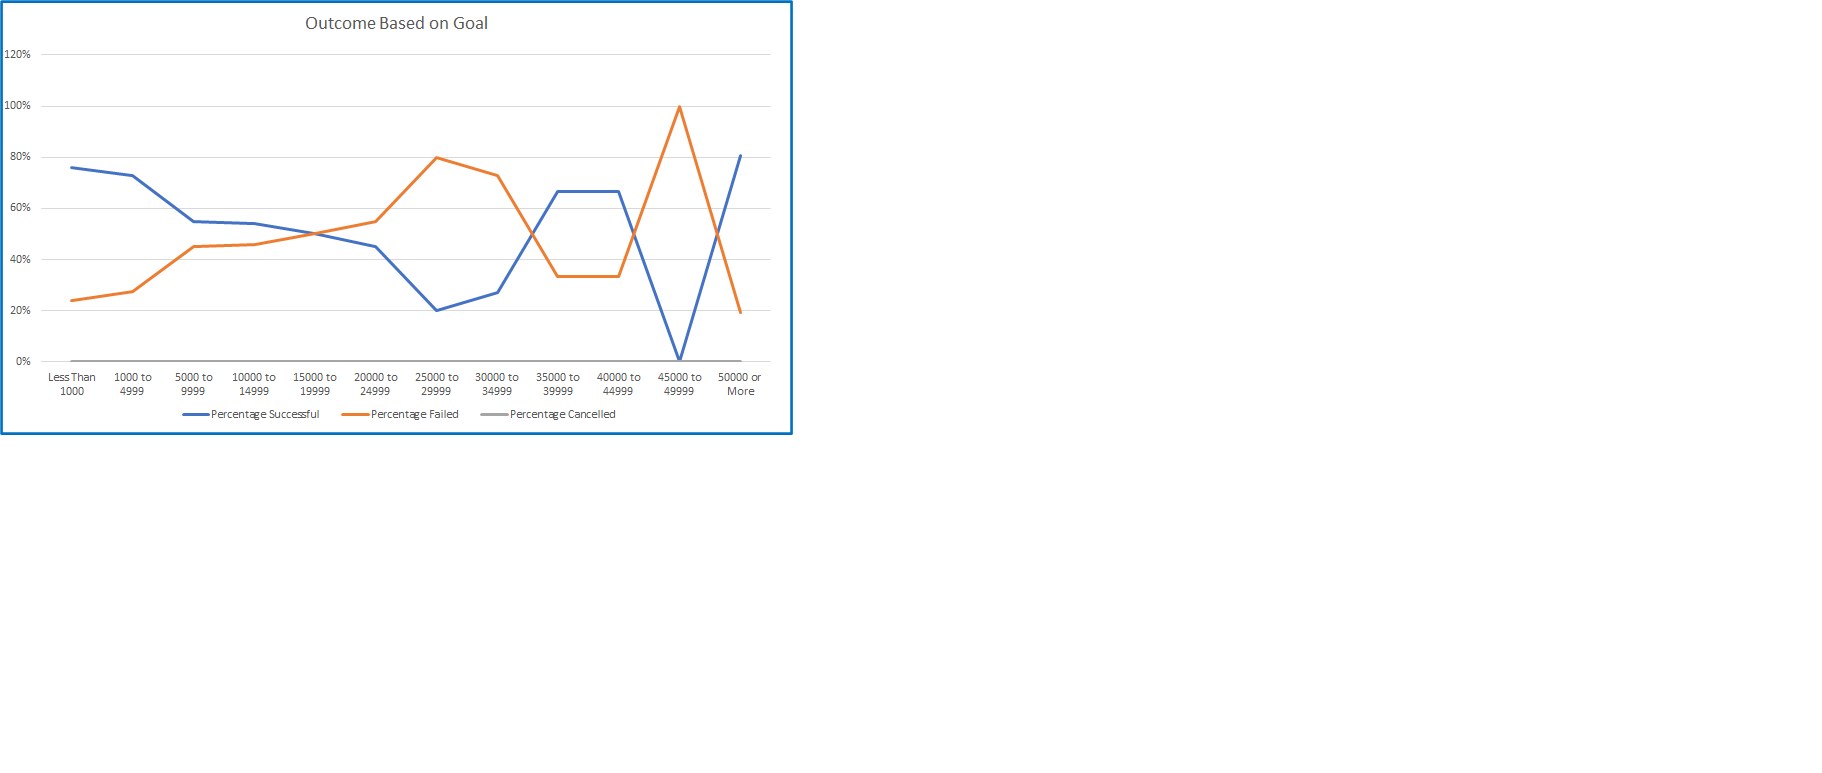 Outcome Based on Goal
120%
100%
80%
60%
40%
20%
0%
Less Than
1000
1000 to
4999
5000 to
9999
10000 to
14999
15000 to
19999
20000 to
24999
25000 to
29999
30000 to
34999
35000 to
39999
40000 to
44999
45000 to
49999
50000 or
More
Percentage Successful
Percentage Failed
Percentage Cancelled